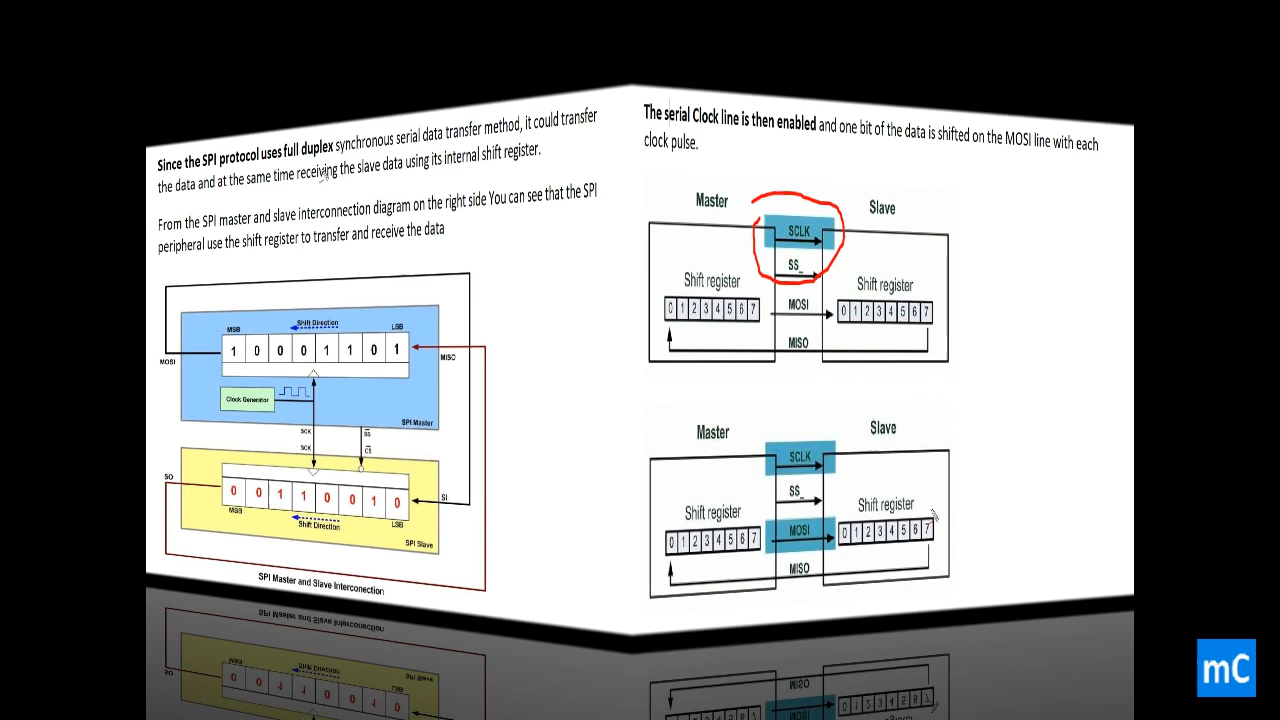 Since the SPI protocol uses full duplex synchronous serial data transfer method, it could transfer
the data and at the same time receiving the slave data using its internal shift register.
From the SPI master and slave interconnection diagram on the right side You can see that the SPI
peripheral use the shift register to transfer and receive the data
MSB Shift Direction LSB
1 0 0 0 1 1 0 1
MOSI MISO
Clock Generator
SPI Master
SCK SS
SCK CS
SO SI
0 0 1 1 0 0 1 0
MSB Shift Direction LSB
SPI Slave
SPI Master and Slave Interconection
The serial Clock line is then enabled and one bit of the data is shifted on the MOSI line with each
clock pulse.
Master Slave
SCLK
SS_
Shift register Shift register
0 1 2 3 4 5 6 7 MOSI 0 1 2 3 4 5 6 7
MISO
Master Slave
SCLK
SS_
Shift register Shift register
0 1 2 3 4 5 6 7 MOSI 0 1 2 3 4 5 6 7
MISO
mC